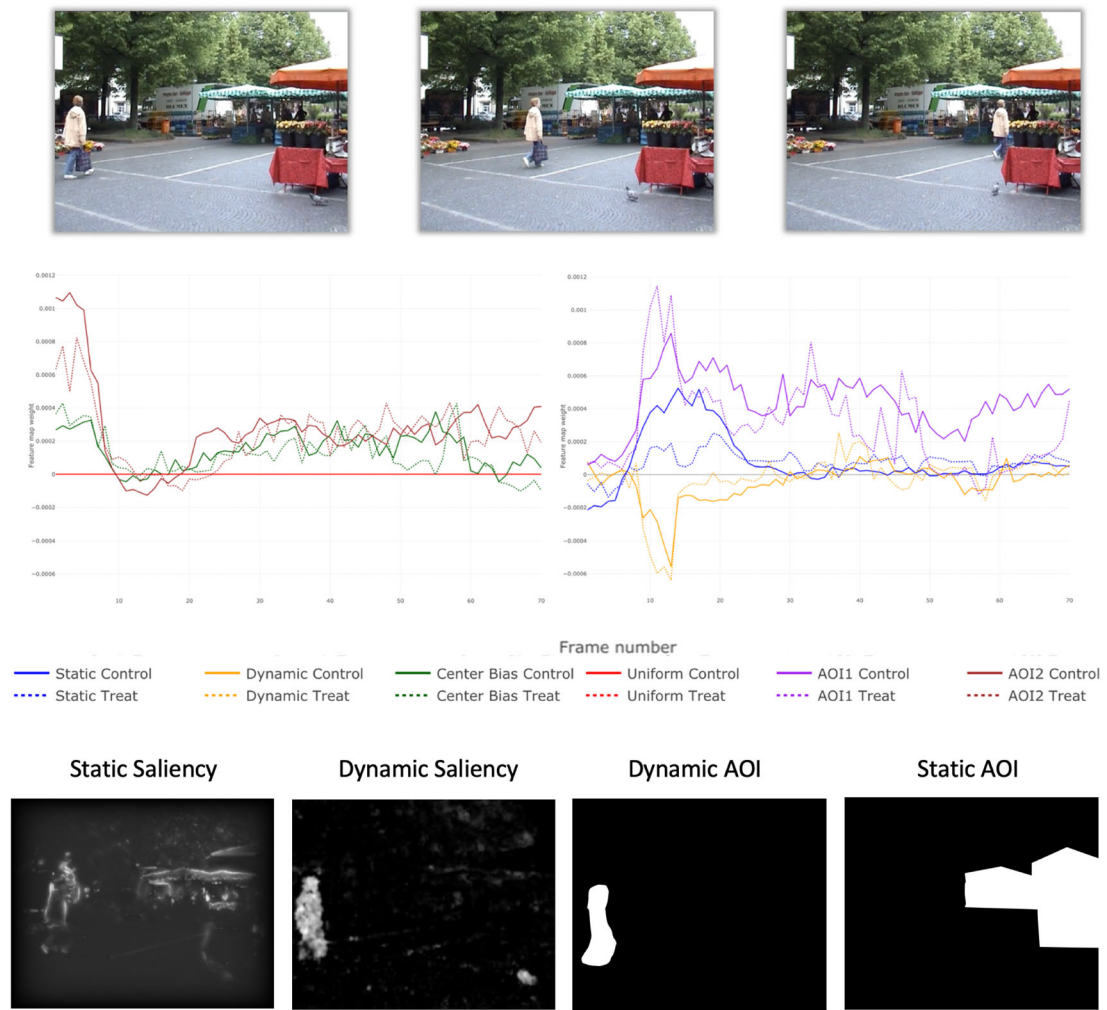 BLUMEN
0.0012
0.001
0.0008
0.0006
0.0004
0.0002
0
−0.0002
−0.0004
−0.0006
Feature map weight
10 20 30 40 50 60 70
0.0012
0.001
0.0008
0.0006
0.0004
0.0002
0
−0.0002
−0.0004
−0.0006
Feature map weight
10 20 30 40 50 60 70
Frame number
Static Control Dynamic Control Center Bias Control Uniform Control AOI1 Control AOI2 Control
Static Treat Dynamic Treat Center Bias Treat Uniform Treat AOI1 Treat AOI2 Treat
Static Saliency Dynamic Saliency Dynamic AOI Static AOI